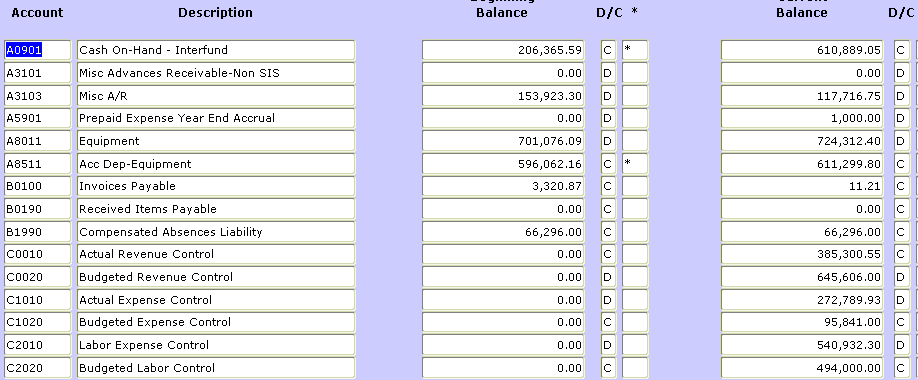 Account Description Beginning Balance D/C * Current Balance D/C
A0901 Cash On-Hand - Interfund 206,365.59 C * 610,889.05 C
A3101 Misc Advances Receivable-Non SIS 0.00 D 0.00 D
A3103 Misc A/R 153,923.30 D 117,716.75 D
A5901 Prepaid Expense Year End Accrual 0.00 D 1,000.00 D
A8011 Equipment 701,076.09 D 724,312.40 D
A8511 Acc Dep-Equipment 596,062.16 C * 611,299.80 C
B0100 Invoices Payable 3,320.87 C 11.21 C
B0190 Received Items Payable 0.00 C 0.00 C
B1990 Compensated Absences Liability 66,296.00 C 66,296.00 C
C0010 Actual Revenue Control 0.00 C 385,300.55 C
C0020 Budgeted Revenue Control 0.00 D 645,606.00 D
C1010 Actual Expense Control 0.00 D 272,789.93 D
C1020 Budgeted Expense Control 0.00 C 95,841.00 C
C2010 Labor Expense Control 0.00 D 540,932.30 D
C2020 Budgeted Labor Control 0.00 C 494,000.00 C